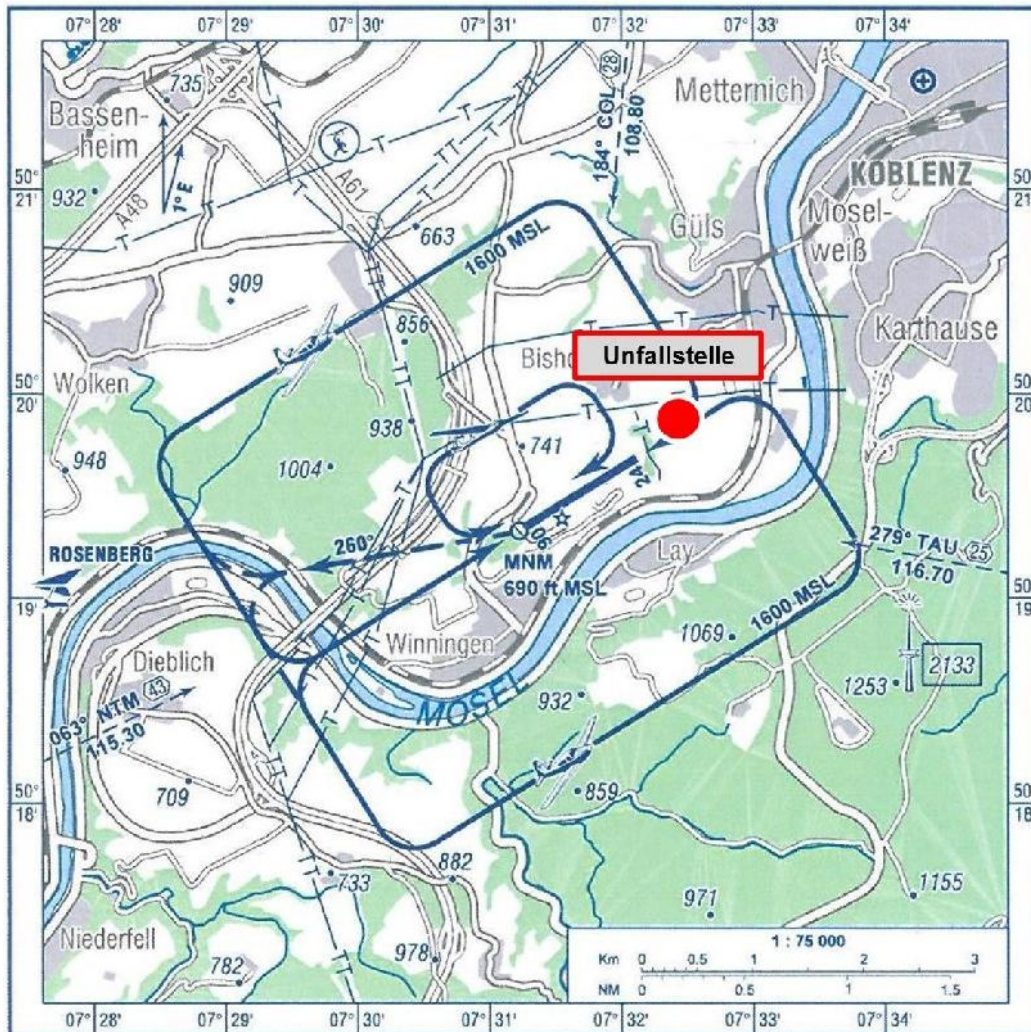 07° 28'
07° 29'
07° 30'
07° 31'
07° 32'
07° 33'
07° 34'
735
Bassen-
heim
Metternich
28
184° COL
108.80
932
A48
1° E
A61
50°
21'
KOBLENZ
Mosel-
weiß
Güls
663
1600 MSL
909
856
Karthause
Unfallstelle
Bisho
Wolken
50°
20'
938
741
948
1004
24
06
ROSENBERG
260°
MNM
690 ft MSL
Lay
279° TAU 25
116.70
50°
19'
Winningen
1069
1600 MSL
Dieblich
MOSEL
932
1253
2133
063° NTM 43
115.30
709
859
50°
18'
882
733
971
1155
Niederfell
978
782
1 : 75 000
Km 0 0.5 1 2 3
NM 0 0.5 1 1.5
07° 28'
07° 29'
07° 30'
07° 31'
07° 32'
07° 33'
07° 34'